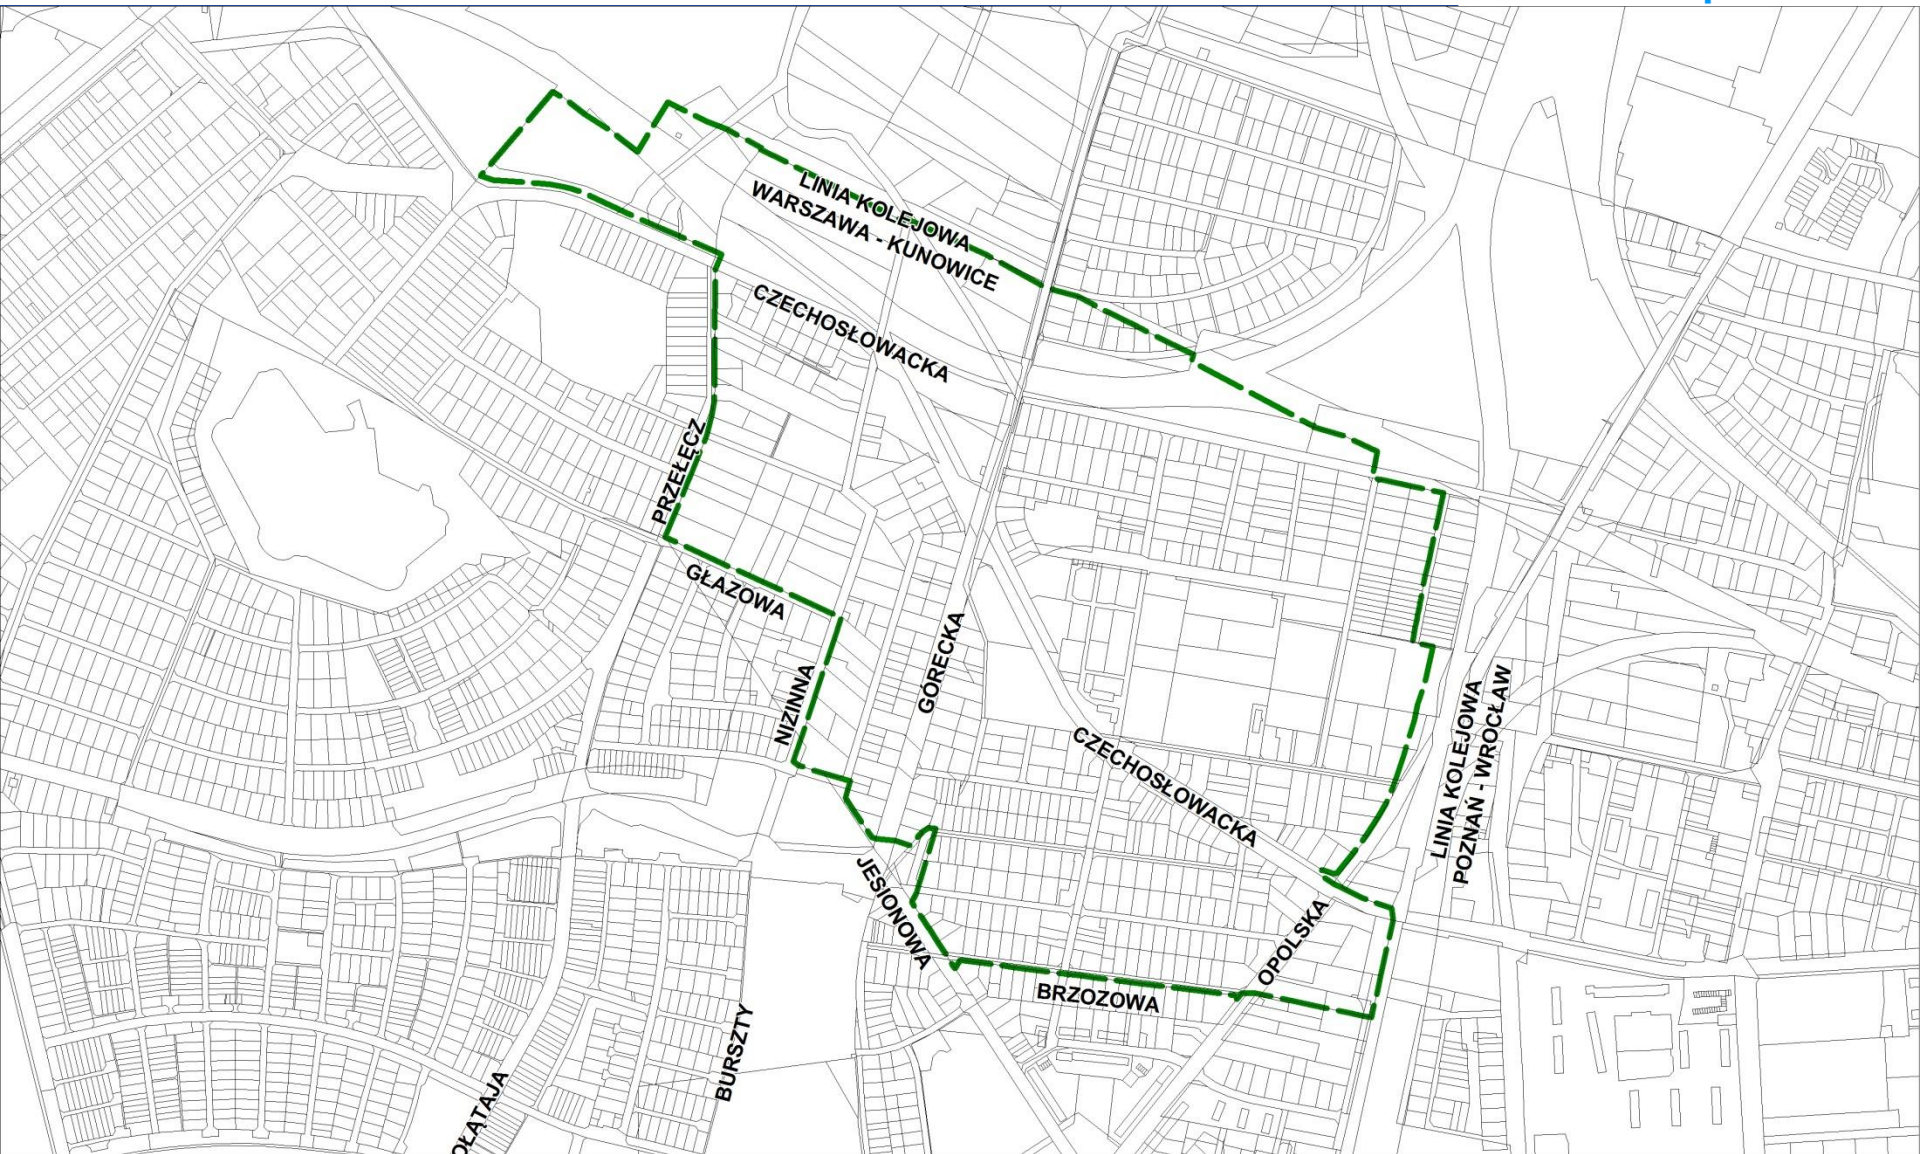 LINIA KOLEJOWA
WARSZAWA - KUNOWICE
CZECHOSŁOWACKA
PRZEŁĘCZ
GŁAZOWA
GÓRECKA
NIZINNA
CZECHOSŁOWACKA
LINIA KOLEJOWA
POZNAŃ - WROCŁAW
JESIONOWA
OPOLSKA
BRZOZOWA
BURSZTY
OŁĄTAJA